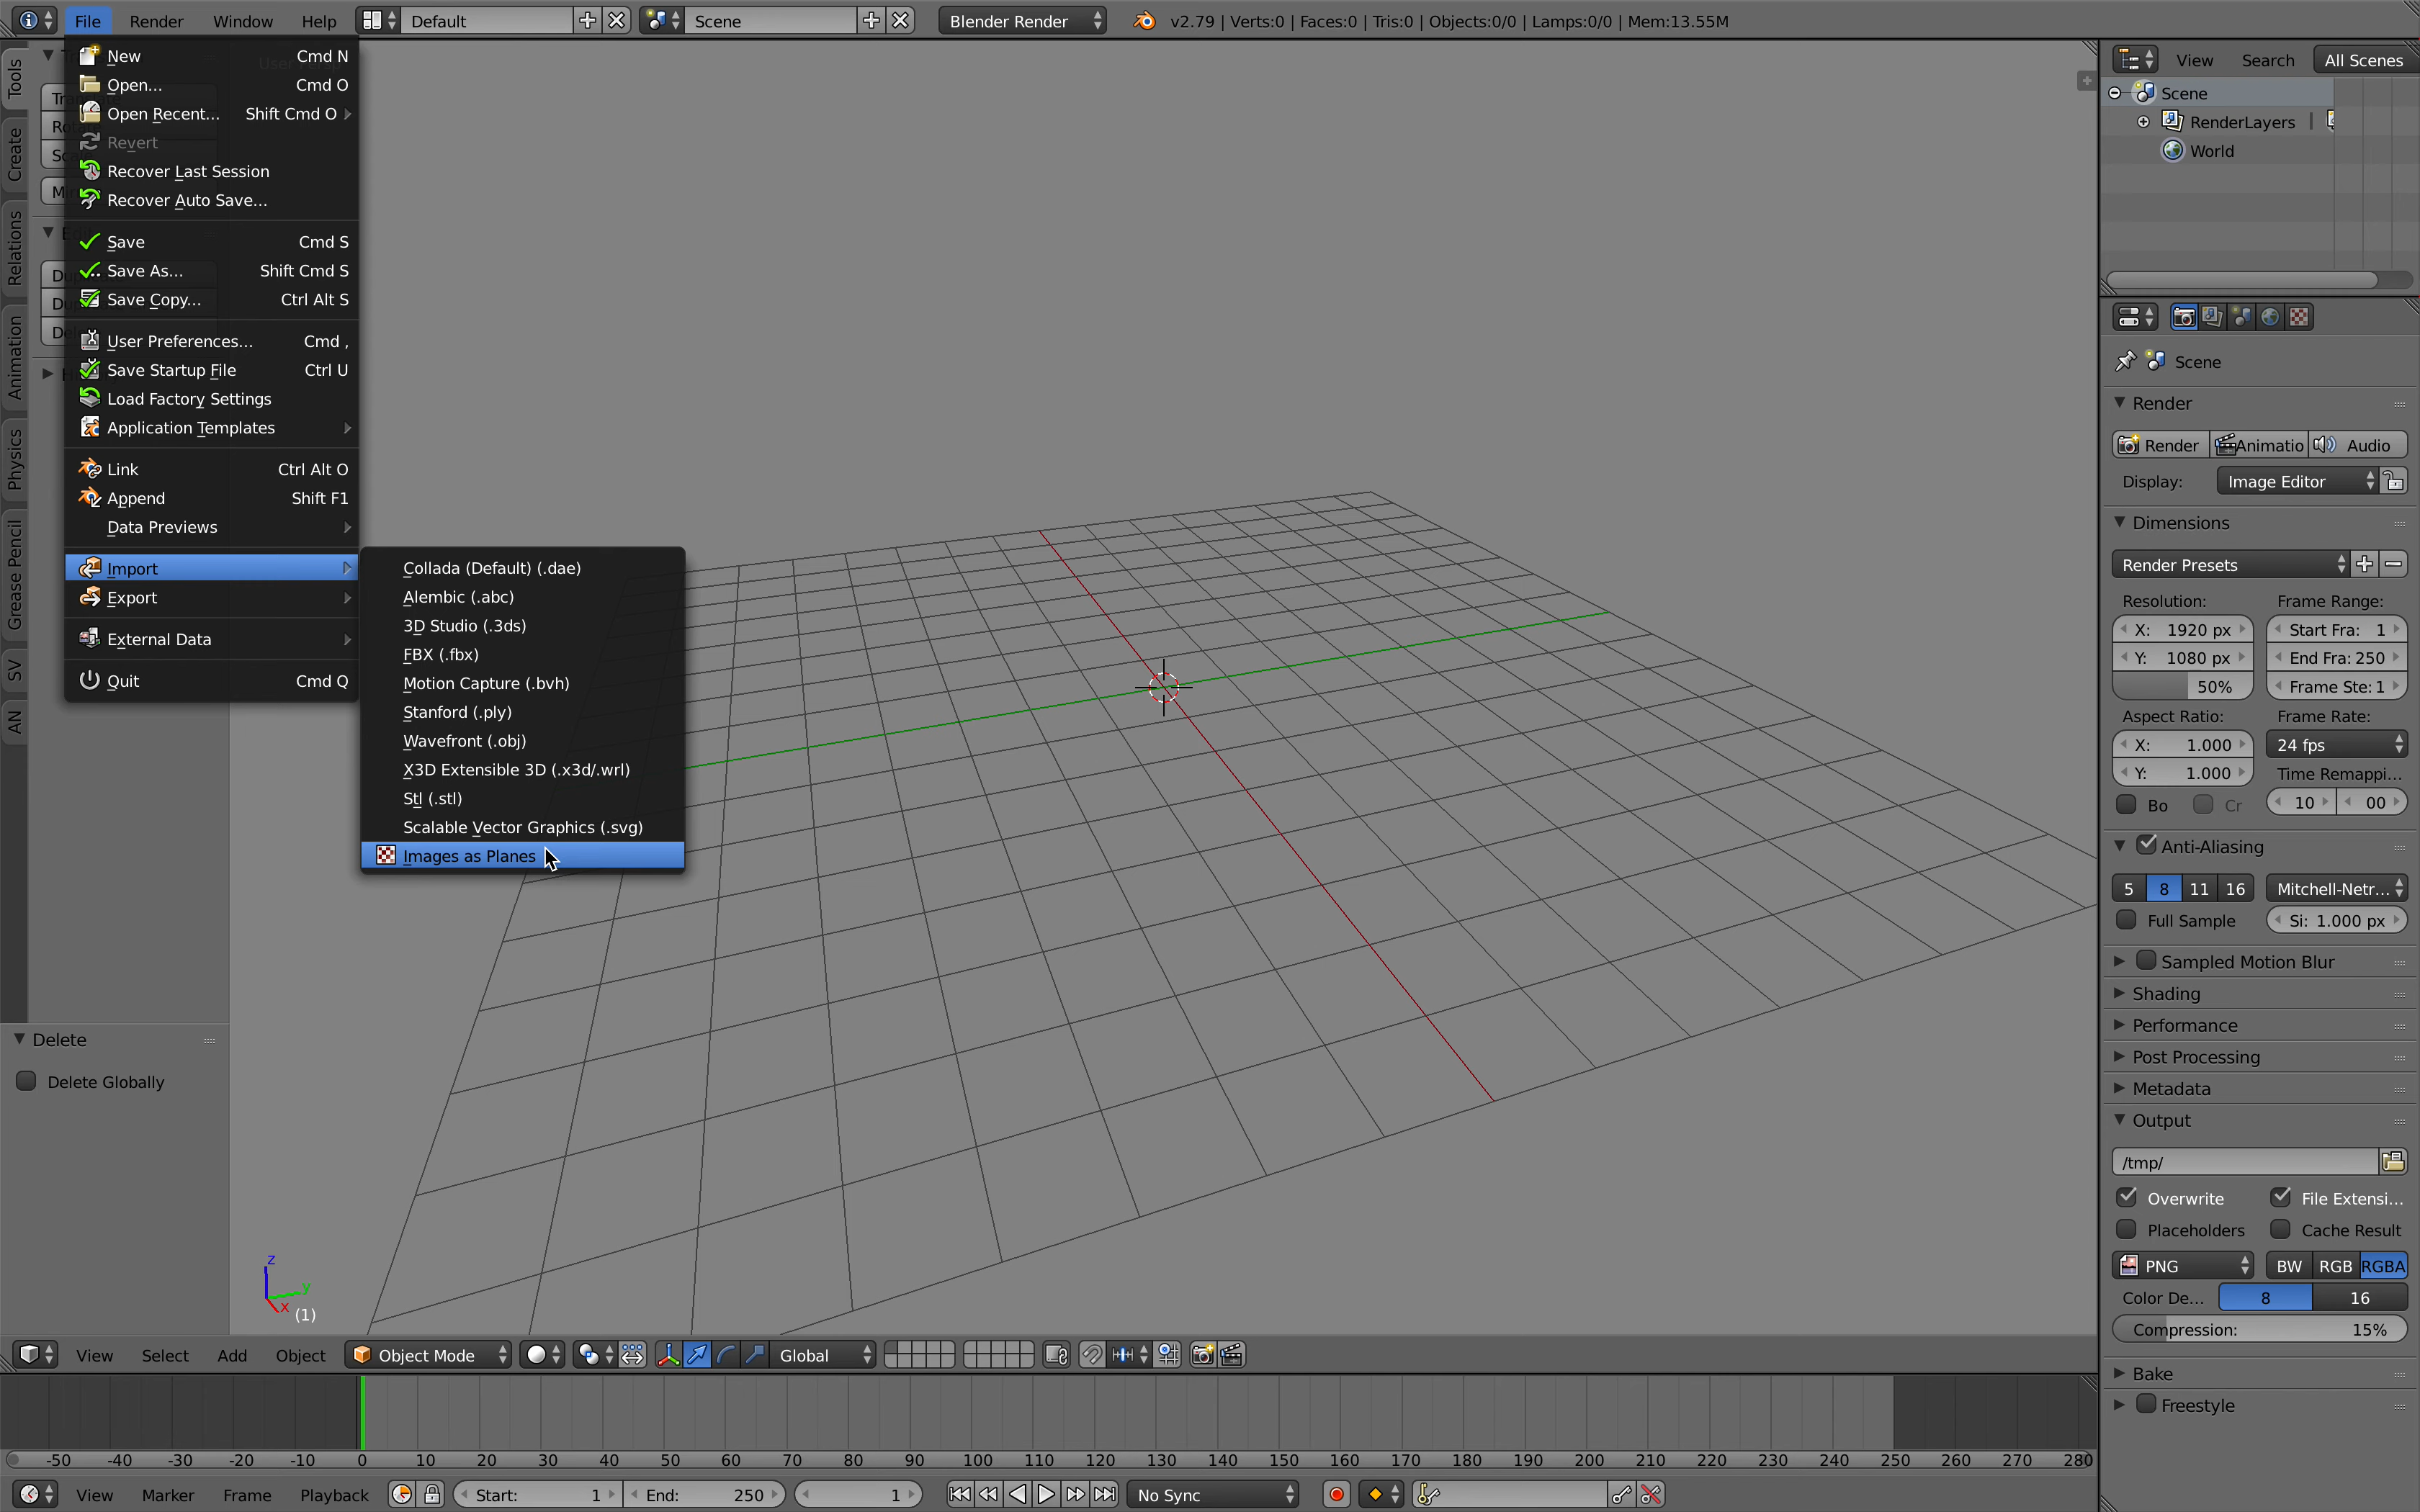 File Render Window Help Default Scene Blender Render v2.79 | Verts:0 | Faces:0 | Tris:0 | Objects:0/0 | Lamps:0/0 | Mem:13.55M
New Cmd N
Open... Cmd O
Open Recent... Shift Cmd O
Revert
Recover Last Session
Recover Auto Save...
Save Cmd S
Save As... Shift Cmd S
Save Copy... Ctrl Alt S
User Preferences... Cmd ,
Save Startup File Ctrl U
Load Factory Settings
Application Templates
Link Ctrl Alt O
Append Shift F1
Data Previews
Import
Export
External Data
Quit Cmd Q
Collada (Default) (.dae)
Alembic (.abc)
3D Studio (.3ds)
FBX (.fbx)
Motion Capture (.bvh)
Stanford (.ply)
Wavefront (.obj)
X3D Extensible 3D (.x3d/.wrl)
Stl (.stl)
Scalable Vector Graphics (.svg)
Images as Planes
Tools
Create
Relations
Animation
Physics
Grease Pencil
SV
AN
Delete
Delete Globally
z
y
x
(1)
View Select Add Object Object Mode Global
-50 -40 -30 -20 -10 0 10 20 30 40 50 60 70 80 90 100 110 120 130 140 150 160 170 180 190 200 210 220 230 240 250 260 270 280
View Marker Frame Playback Start: 1 End: 250 1 No Sync
View Search All Scenes
Scene
RenderLayers
World
Scene
Render
Render Animatio Audio
Display: Image Editor
Dimensions
Render Presets
Resolution: Frame Range:
X: 1920 px Start Fra: 1
Y: 1080 px End Fra: 250
50% Frame Ste: 1
Aspect Ratio: Frame Rate:
X: 1.000 24 fps
Y: 1.000 Time Remappi...
Bo Cr 10 00
Anti-Aliasing
5 8 11 16 Mitchell-Netr...
Full Sample Si: 1.000 px
Sampled Motion Blur
Shading
Performance
Post Processing
Metadata
Output
/tmp/
Overwrite File Extensi...
Placeholders Cache Result
PNG BW RGB RGBA
Color De... 8 16
Compression: 15%
Bake
Freestyle